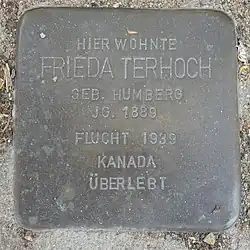 HIER WOHNTE
FRIEDA TERHOCH
GEB. HUMBERG
JG. 1889
FLUCHT 1939
KANADA
ÜBERLEBT